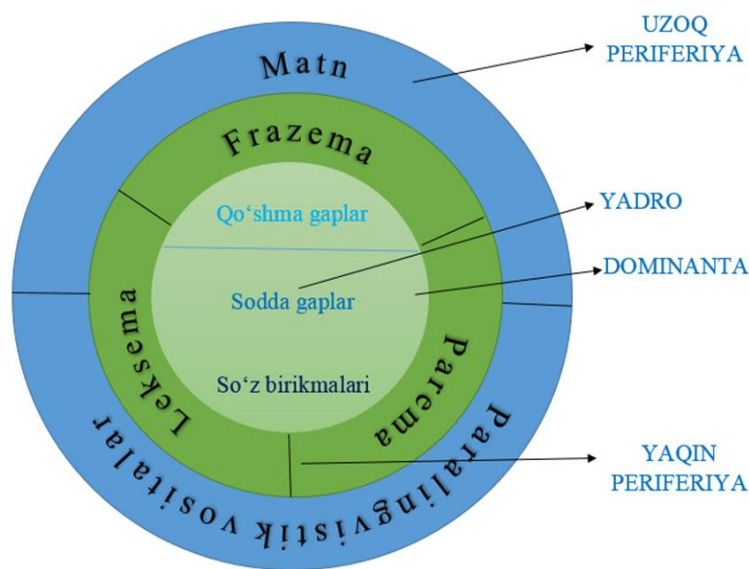 Matn
UZOQ
PERIFERIYA
Frazema
Qo‘shma gaplar
YADRO
DOMINANTA
Sodda gaplar
Leksema
Parema
So‘z birikmalari
Paralingvistik vositalar
YAQIN
PERIFERIYA